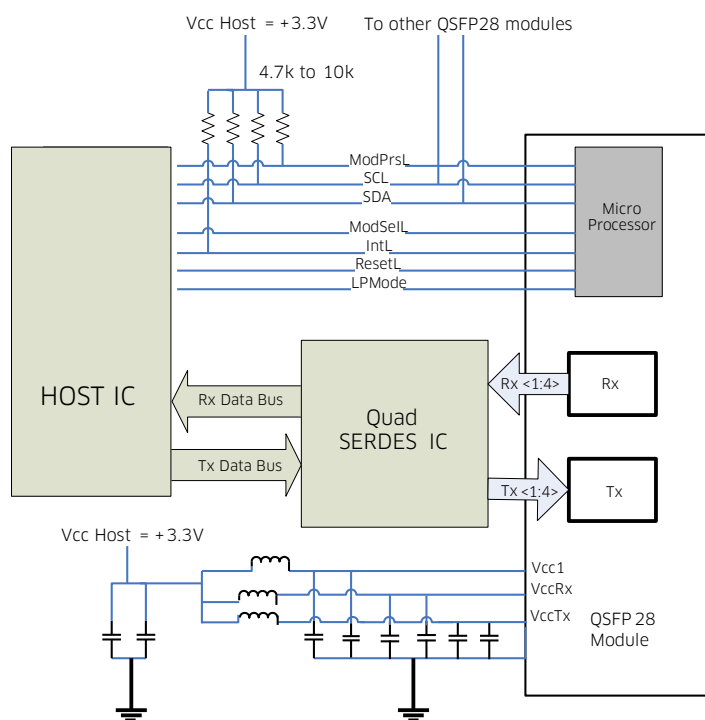 Vcc Host = +3.3V
To other QSFP28 modules
4.7k to 10k
ModPrsL
SCL
SDA
ModSelL
IntL
ResetL
LPMode
Micro
Processor
HOST IC
Rx Data Bus
Tx Data Bus
Quad
SERDES IC
Rx <1:4>
Rx
Tx <1:4>
Tx
Vcc Host = +3.3V
Vcc1
VccRx
VccTx
QSFP28
Module